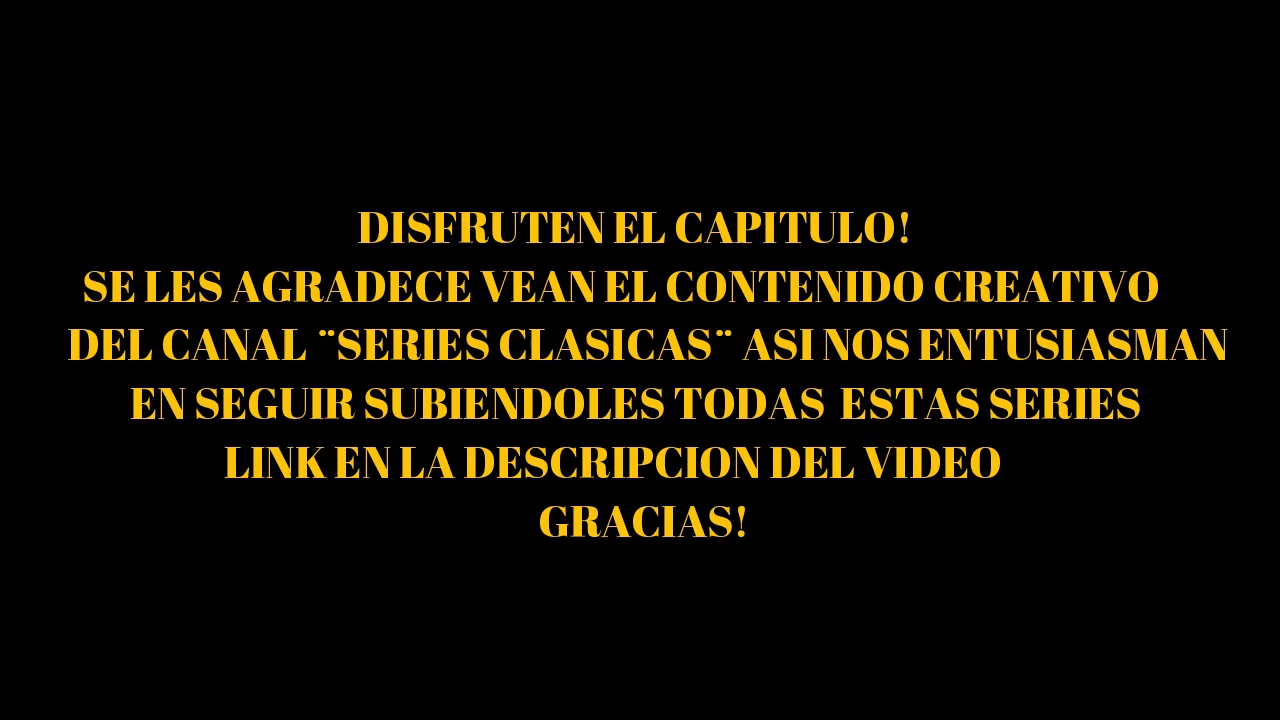 DISFRUTEN EL CAPITULO!
SE LES AGRADECE VEAN EL CONTENIDO CREATIVO
DEL CANAL ¨SERIES CLASICAS¨ ASI NOS ENTUSIASMAN
EN SEGUIR SUBIENDOLES TODAS ESTAS SERIES
LINK EN LA DESCRIPCION DEL VIDEO
GRACIAS!